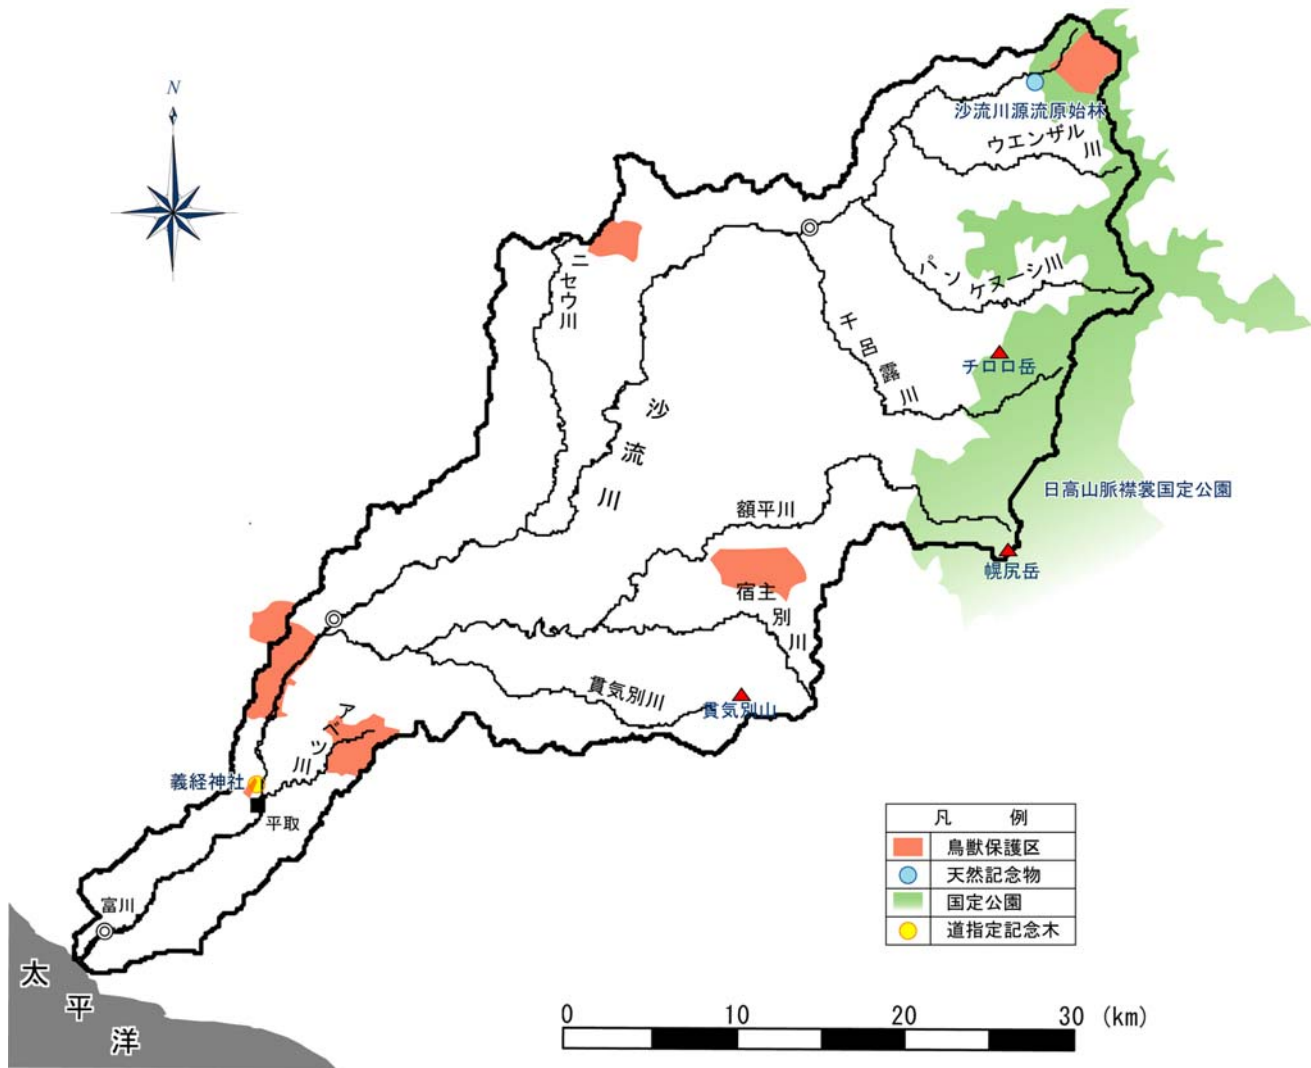 N
沙流川源流原始林
ウエンザル川
ニセウ川
パンケヌーシ川
千呂露川
チロロ岳
沙流川
日高山脈襟裳国定公園
額平川
幌尻岳
宿主別川
貫気別川
貫気別山
アベツ川
義経神社
平取
富川
太平洋
凡 例
鳥獣保護区
天然記念物
国定公園
道指定記念木
0 10 20 30 (km)